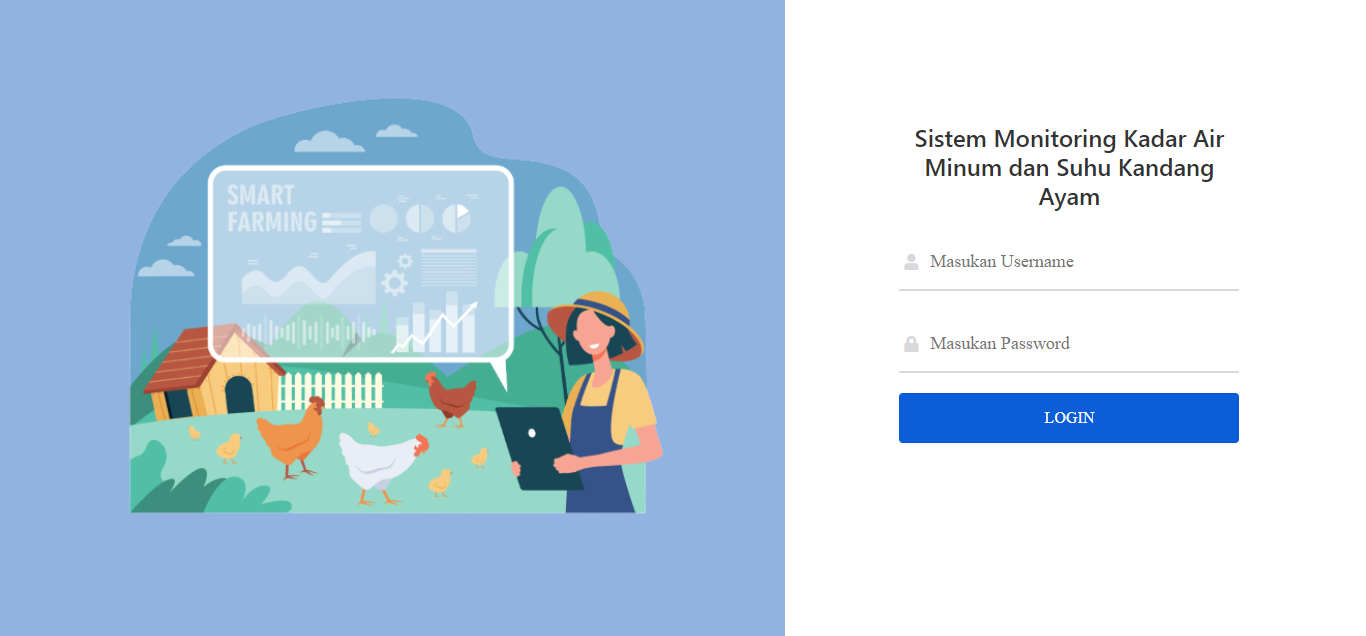 SMART
FARMING
Sistem Monitoring Kadar Air
Minum dan Suhu Kandang
Ayam
Masukan Username
Masukan Password
LOGIN